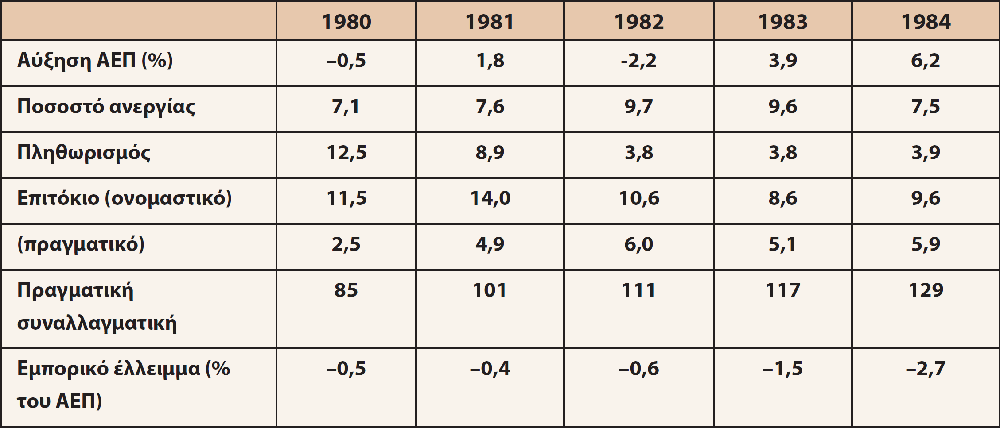 1980 1981 1982 1983 1984
Αύξηση ΑΕΠ (%) –0,5 1,8 -2,2 3,9 6,2
Ποσοστό ανεργίας 7,1 7,6 9,7 9,6 7,5
Πληθωρισμός 12,5 8,9 3,8 3,8 3,9
Επιτόκιο (ονομαστικό) 11,5 14,0 10,6 8,6 9,6
(πραγματικό) 2,5 4,9 6,0 5,1 5,9
Πραγματική 85 101 111 117 129
συναλλαγματική
Εμπορικό έλλειμμα (% –0,5 –0,4 –0,6 –1,5 –2,7
του ΑΕΠ)